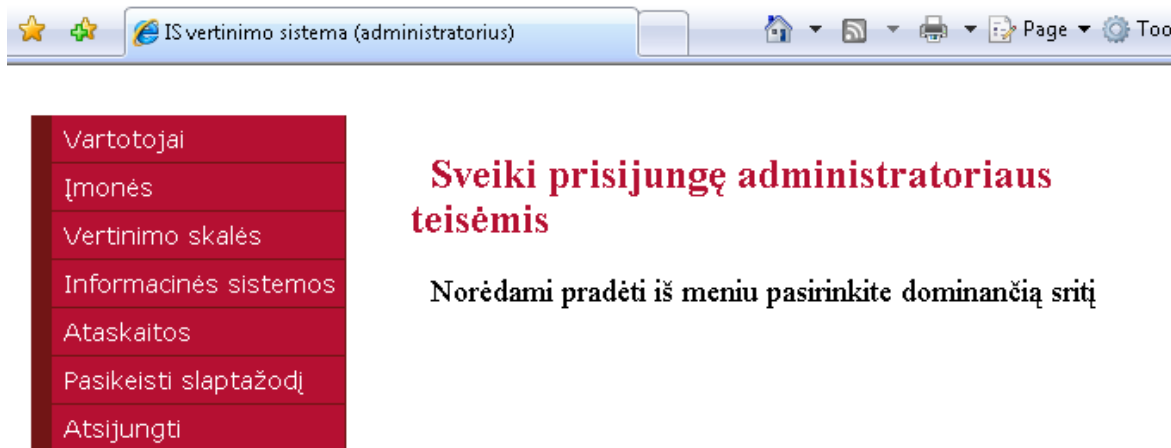 IS vertinimo sistema (administratorius)
Page
Too
Vartotojai
Įmonės
Vertinimo skalės
Informacinės sistemos
Ataskaitos
Pasikeisti slaptažodį
Atsijungti
Sveiki prisijungę administratoriaus
teisėmis
Norėdami pradėti iš meniu pasirinkite dominančią sritį